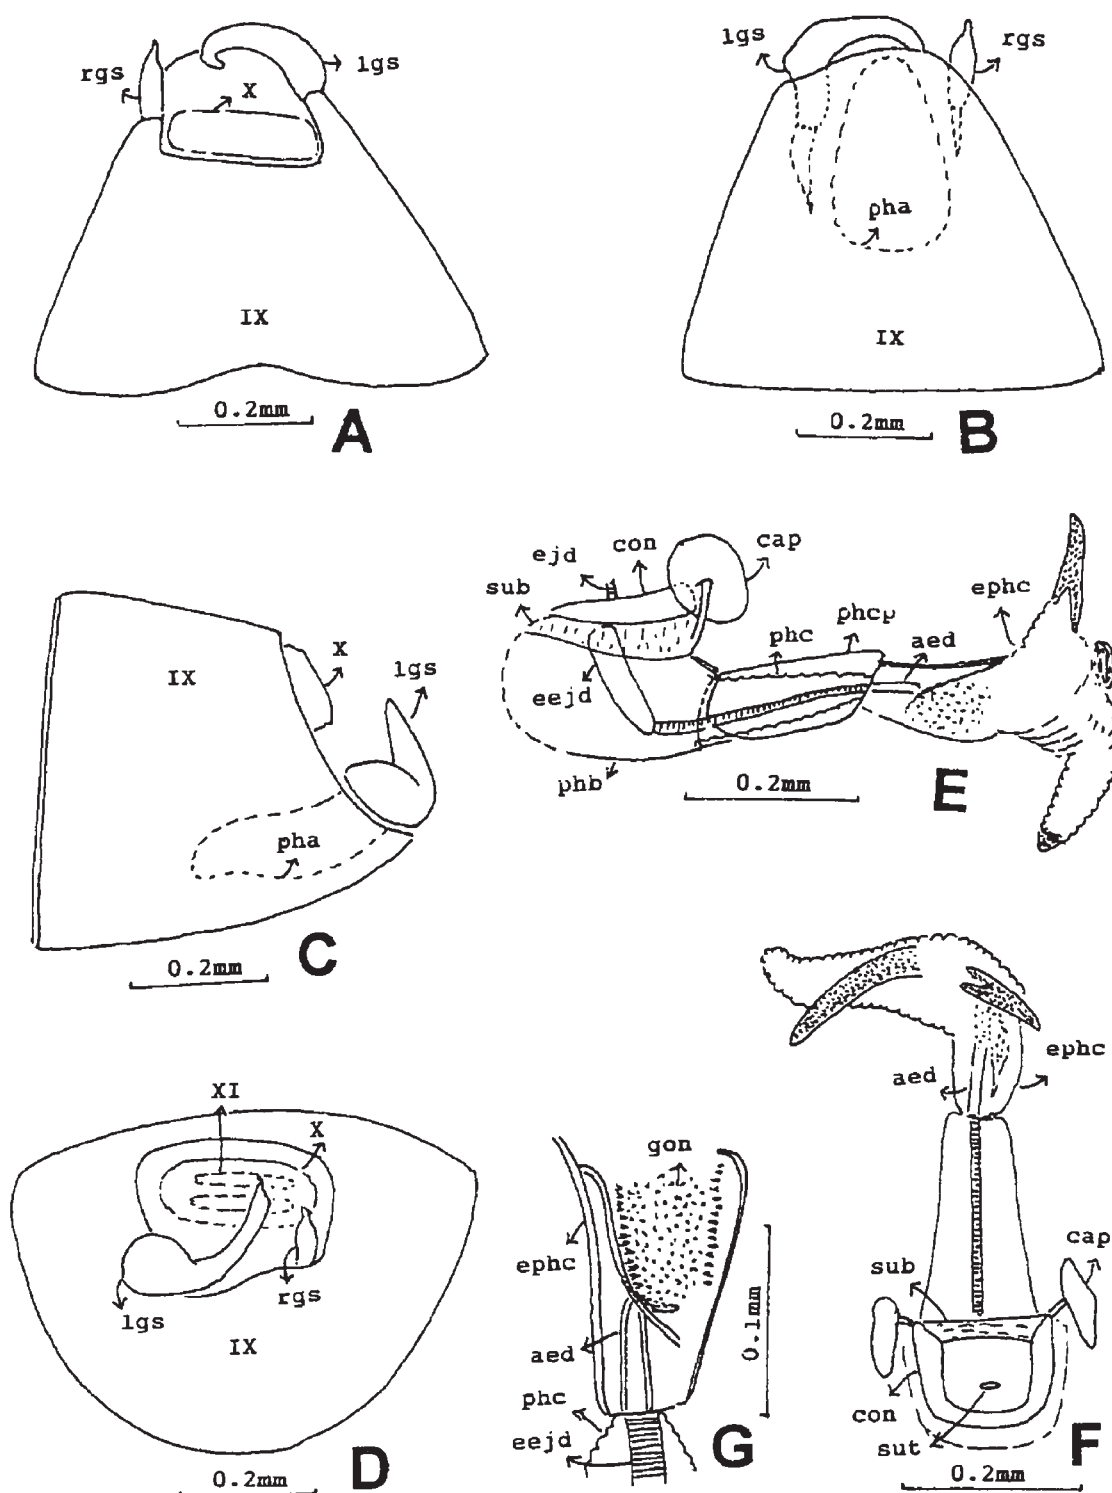 rgs
X
lgs
IX
0.2mm
A
lgs
rgs
pha
IX
0.2mm
B
IX
X
lgs
pha
0.2mm
C
sub
ejd
con
cap
eejd
phb
phc
phcp
aed
ephc
0.2mm
E
XI
X
lgs
rgs
IX
0.2mm
D
gon
ephc
aed
phc
eejd
0.1mm
G
aed
ephc
sub
cap
con
sut
0.2mm
F